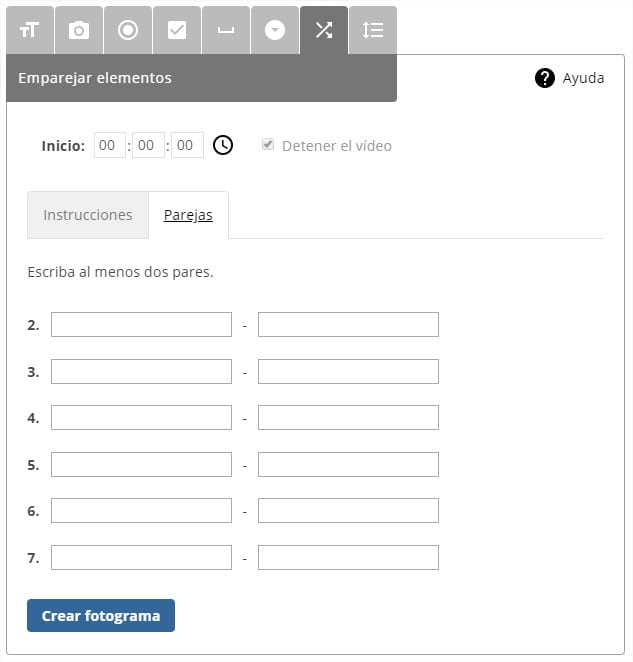 Emparejar elementos
? Ayuda
Inicio: 00 : 00 : 00 Detener el vídeo
Instrucciones Parejas
Escriba al menos dos pares.
2. -
3. -
4. -
5. -
6. -
7. -
Crear fotograma